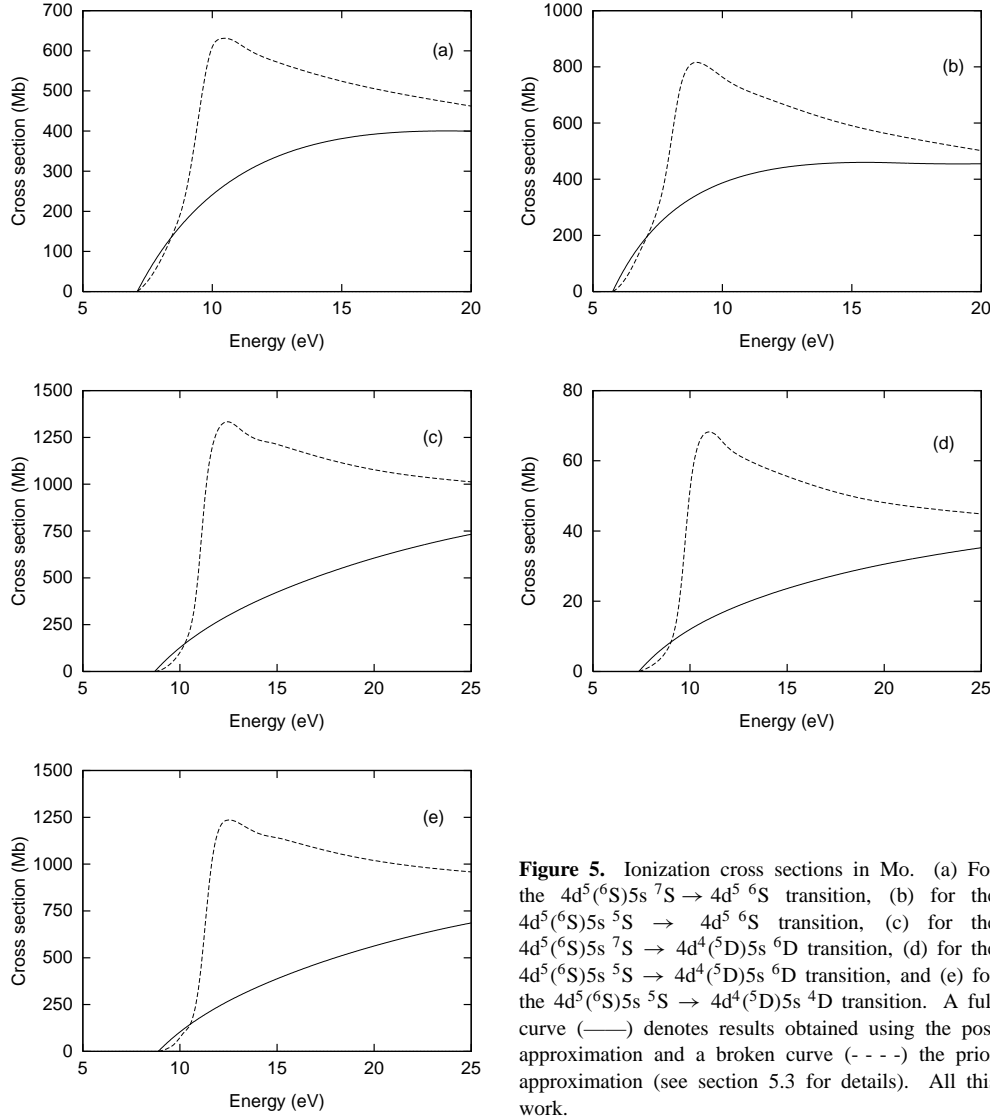 700
600
500
400
300
200
100
0
5
10
15
20
Cross section (Mb)
Energy (eV)
(a)
1000
800
600
400
200
0
5
10
15
20
Cross section (Mb)
Energy (eV)
(b)
1500
1250
1000
750
500
250
0
5
10
15
20
25
Cross section (Mb)
Energy (eV)
(c)
80
60
40
20
0
5
10
15
20
25
Cross section (Mb)
Energy (eV)
(d)
1500
1250
1000
750
500
250
0
5
10
15
20
25
Cross section (Mb)
Energy (eV)
(e)
Figure 5. Ionization cross sections in Mo. (a) Fo
the 4d⁵(⁶S)5s ⁷S → 4d⁵ ⁶S transition, (b) for the
4d⁵(⁶S)5s ⁵S → 4d⁵ ⁶S transition, (c) for the
4d⁵(⁶S)5s ⁷S → 4d⁴(⁵D)5s ⁶D transition, (d) for the
4d⁵(⁶S)5s ⁵S → 4d⁴(⁵D)5s ⁶D transition, and (e) fo
the 4d⁵(⁶S)5s ⁵S → 4d⁴(⁵D)5s ⁴D transition. A ful
curve (——) denotes results obtained using the pos
approximation and a broken curve (- - - -) the prio
approximation (see section 5.3 for details). All this
work.